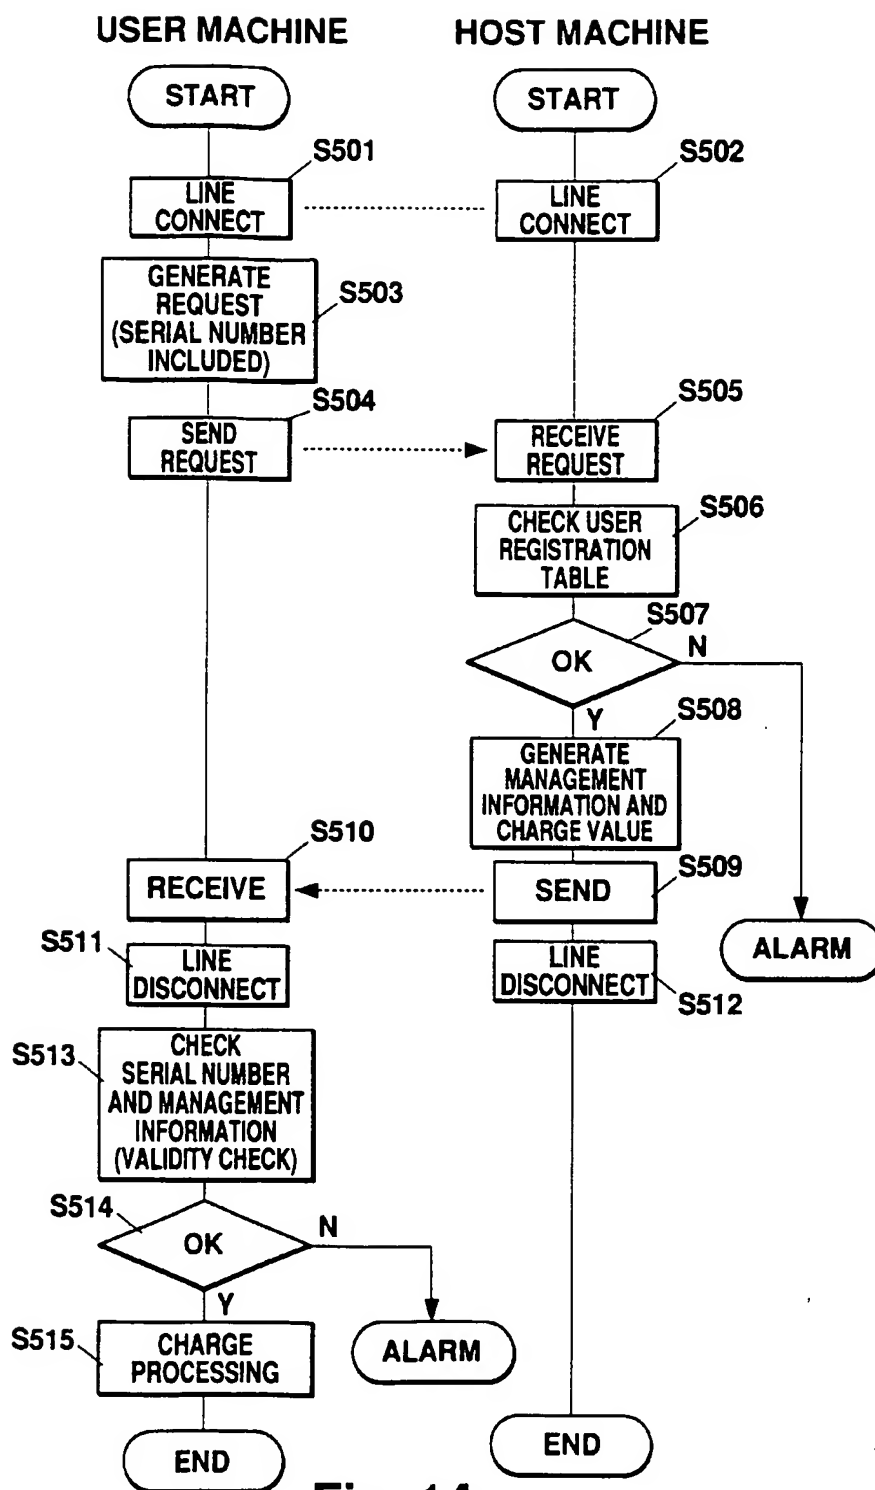 USER MACHINE
HOST MACHINE
START
START
S501
S502
LINE
CONNECT
LINE
CONNECT
GENERATE
REQUEST
(SERIAL NUMBER
INCLUDED)
S503
S504
S505
SEND
REQUEST
RECEIVE
REQUEST
S506
CHECK USER
REGISTRATION
TABLE
S507
OK
N
Y
S508
GENERATE
MANAGEMENT
INFORMATION AND
CHARGE VALUE
S510
S509
RECEIVE
SEND
S511
LINE
DISCONNECT
LINE
DISCONNECT
S512
ALARM
S513
CHECK
SERIAL NUMBER
AND MANAGEMENT
INFORMATION
(VALIDITY CHECK)
S514
OK
N
Y
S515
CHARGE
PROCESSING
ALARM
END
END